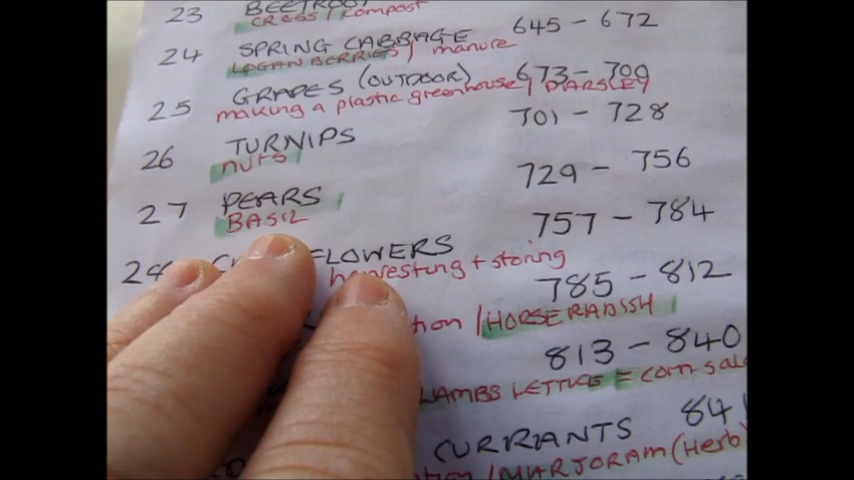 23 BEETROOT
CRESS / compost
24 SPRING CABBAGE 645 - 672
LOGAN BERRIES / manure
25 GRAPES (OUTDOOR) 673 - 700
making a plastic greenhouse / PARSLEY
26 TURNIPS 701 - 728
nuts
27 PEARS 729 - 756
BASIL
28 FLOWERS 757 - 784
harvesting + storing
785 - 812
/ HORSERADISH
813 - 840
LAMBS LETTUCE = corn
CURRANTS 841
/ MARJORAM (Herb)